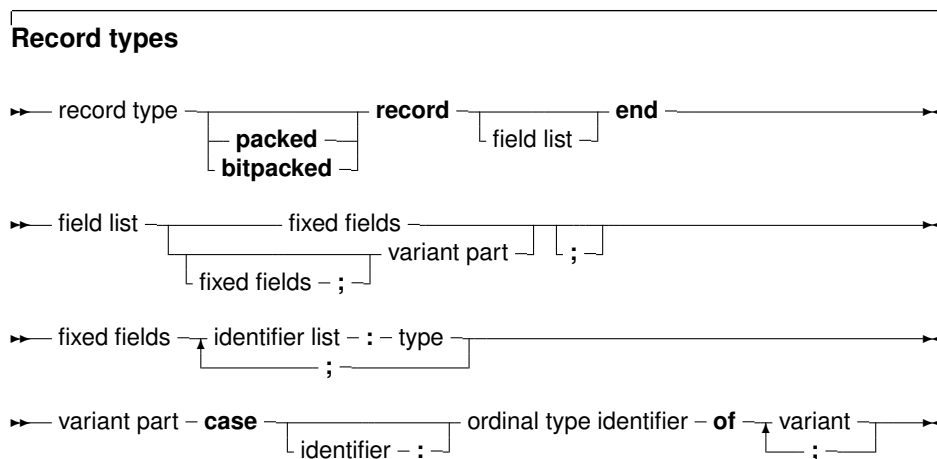 Record types
record type record end
packed field list
bitpacked
field list fixed fields
variant part ;
fixed fields ;
fixed fields identifier list : type
;
variant part case ordinal type identifier of variant
identifier : ;